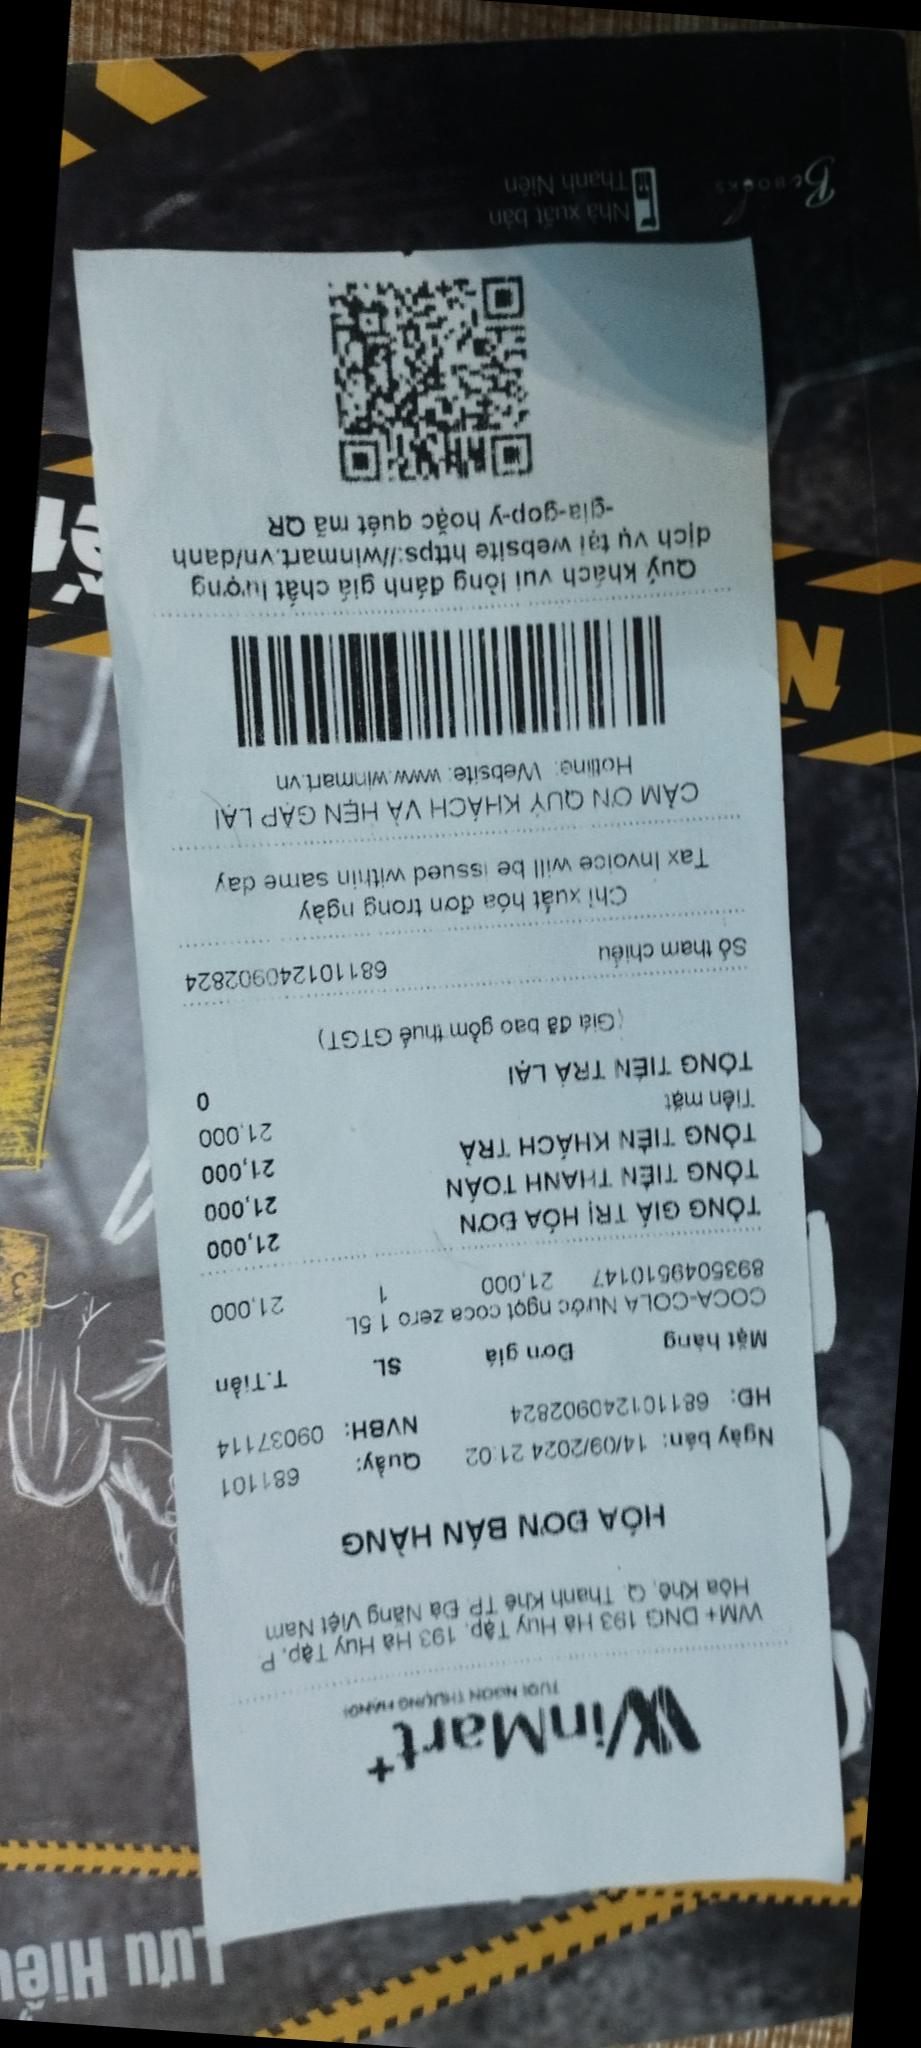 WinMart+
TƯƠI NGON THƯỢNG HẠNG
WM+ DNG 193 Hà Huy Tập, 193 Hà Huy Tập, P.
Hòa Khê, Q. Thanh Khê TP. Đà Nẵng Việt Nam
HÓA ĐƠN BÁN HÀNG
Ngày bán: 14/09/2024 21:02 Quầy: 681101
HĐ: 681101240902824 NVBH: 09037114
Mặt hàng Đơn giá SL T.Tiền
COCA-COLA Nước ngọt coca zero 1.5L
8935049510147 21,000 1 21,000
TỔNG GIÁ TRỊ HÓA ĐƠN 21,000
TỔNG TIỀN THANH TOÁN 21,000
TỔNG TIỀN KHÁCH TRẢ 21,000
Tiền mặt 21,000
TỔNG TIỀN TRẢ LẠI 0
(Giá đã bao gồm thuế GTGT)
Số tham chiếu 681101240902824
Chỉ xuất hóa đơn trong ngày
Tax Invoice will be issued within same day
CẢM ƠN QUÝ KHÁCH VÀ HẸN GẶP LẠI
Hotline: Website: www.winmart.vn
Quý khách vui lòng đánh giá chất lượng
dịch vụ tại website https://winmart.vn/danh
-gia-gop-y hoặc quét mã QR
Nhà xuất bản
Thanh Niên
BOOKS
Lưu Hiểu